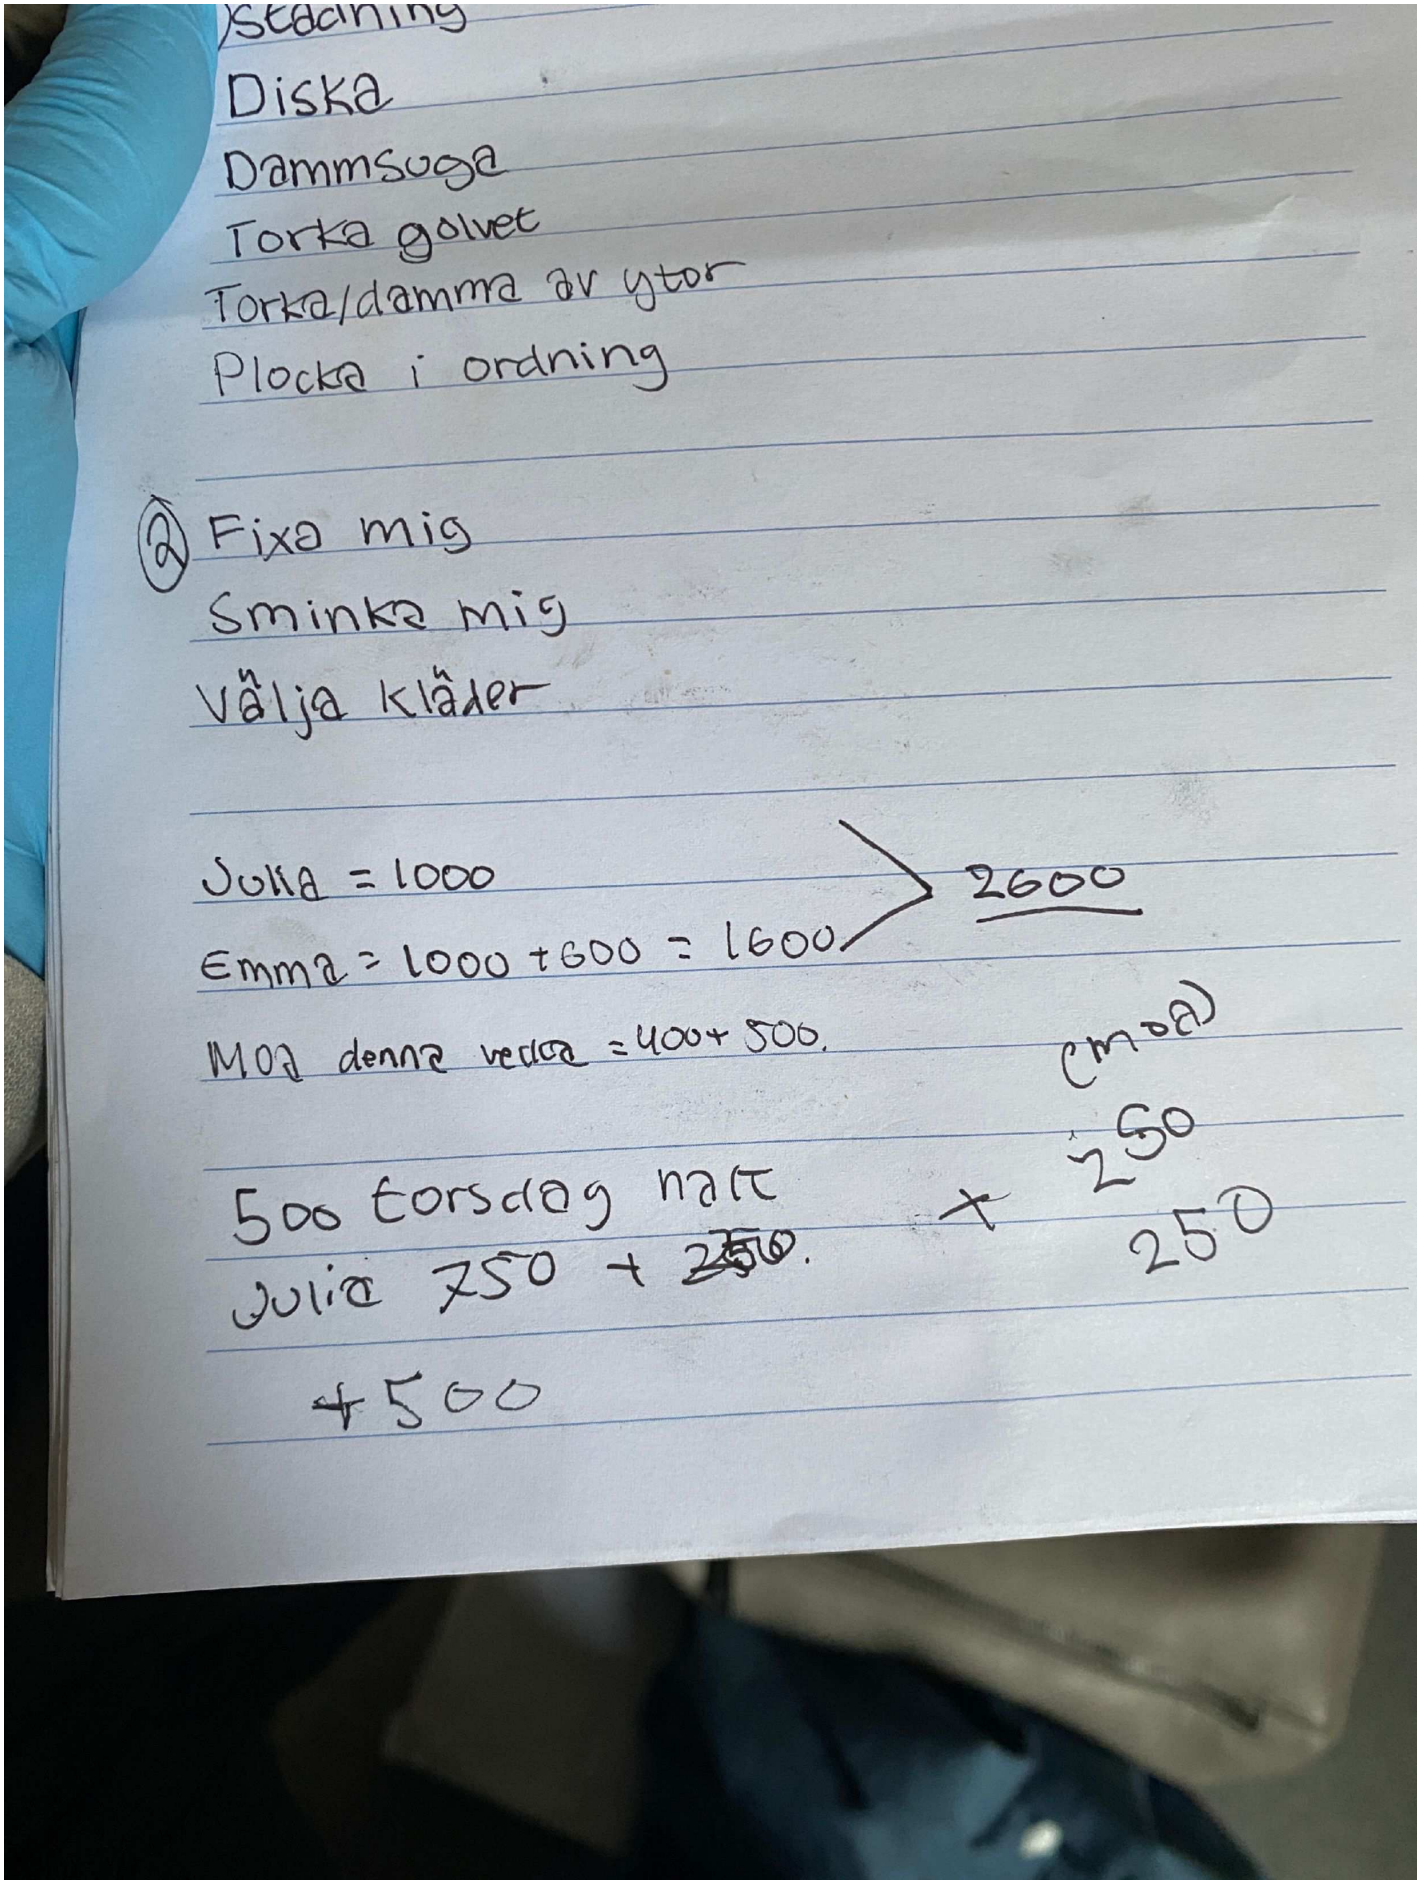 )Städning
Diska
Dammsuga
Torka golvet
Torka/damma av ytor
Plocka i ordning
② Fixa mig
Sminka mig
Välja kläder
Julia = 1000
2600
Emma = 1000 + 600 = 1600
Moa denna vecka = 400 + 500.
(moa)
250
500 torsdag natt
+ 250
Julia 750 + 250.
+500